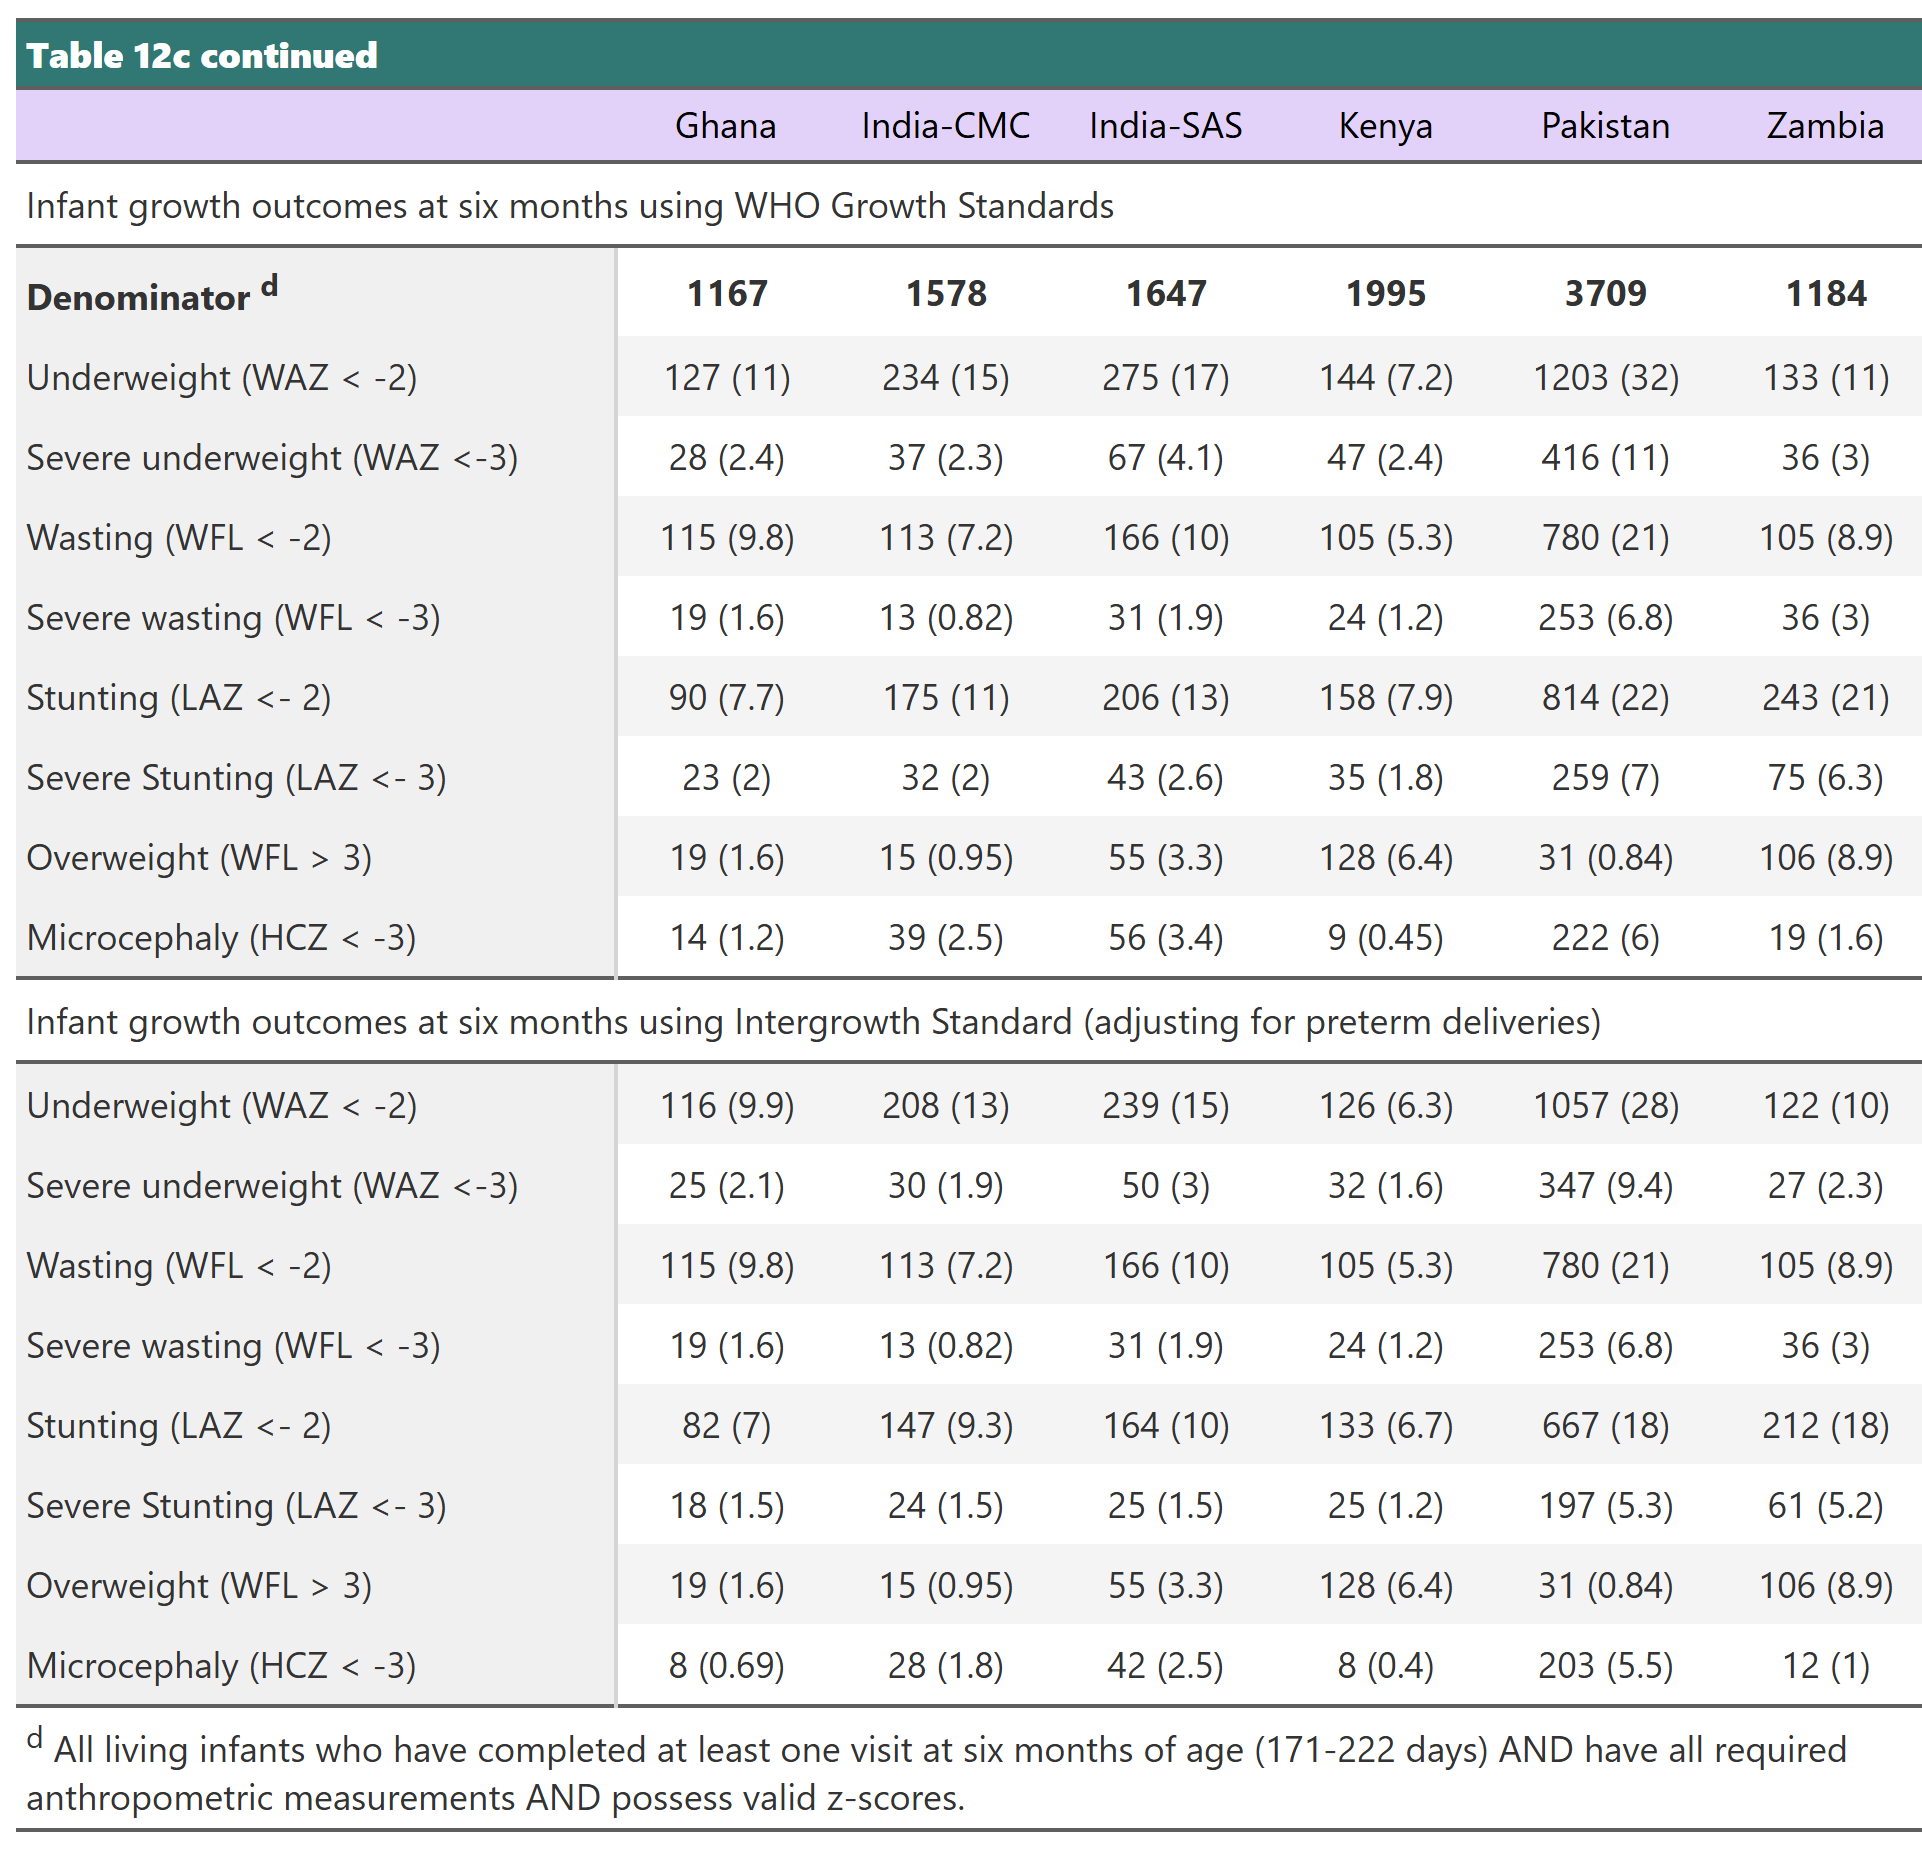 Table 12c continued
Ghana India-CMC India-SAS Kenya Pakistan Zambia
Infant growth outcomes at six months using WHO Growth Standards
Denominator d 1167 1578 1647 1995 3709 1184
Underweight (WAZ < -2) 127 (11) 234 (15) 275 (17) 144 (7.2) 1203 (32) 133 (11)
Severe underweight (WAZ <-3) 28 (2.4) 37 (2.3) 67 (4.1) 47 (2.4) 416 (11) 36 (3)
Wasting (WFL < -2) 115 (9.8) 113 (7.2) 166 (10) 105 (5.3) 780 (21) 105 (8.9)
Severe wasting (WFL < -3) 19 (1.6) 13 (0.82) 31 (1.9) 24 (1.2) 253 (6.8) 36 (3)
Stunting (LAZ <- 2) 90 (7.7) 175 (11) 206 (13) 158 (7.9) 814 (22) 243 (21)
Severe Stunting (LAZ <- 3) 23 (2) 32 (2) 43 (2.6) 35 (1.8) 259 (7) 75 (6.3)
Overweight (WFL > 3) 19 (1.6) 15 (0.95) 55 (3.3) 128 (6.4) 31 (0.84) 106 (8.9)
Microcephaly (HCZ < -3) 14 (1.2) 39 (2.5) 56 (3.4) 9 (0.45) 222 (6) 19 (1.6)
Infant growth outcomes at six months using Intergrowth Standard (adjusting for preterm deliveries)
Underweight (WAZ < -2) 116 (9.9) 208 (13) 239 (15) 126 (6.3) 1057 (28) 122 (10)
Severe underweight (WAZ <-3) 25 (2.1) 30 (1.9) 50 (3) 32 (1.6) 347 (9.4) 27 (2.3)
Wasting (WFL < -2) 115 (9.8) 113 (7.2) 166 (10) 105 (5.3) 780 (21) 105 (8.9)
Severe wasting (WFL < -3) 19 (1.6) 13 (0.82) 31 (1.9) 24 (1.2) 253 (6.8) 36 (3)
Stunting (LAZ <- 2) 82 (7) 147 (9.3) 164 (10) 133 (6.7) 667 (18) 212 (18)
Severe Stunting (LAZ <- 3) 18 (1.5) 24 (1.5) 25 (1.5) 25 (1.2) 197 (5.3) 61 (5.2)
Overweight (WFL > 3) 19 (1.6) 15 (0.95) 55 (3.3) 128 (6.4) 31 (0.84) 106 (8.9)
Microcephaly (HCZ < -3) 8 (0.69) 28 (1.8) 42 (2.5) 8 (0.4) 203 (5.5) 12 (1)
d All living infants who have completed at least one visit at six months of age (171-222 days) AND have all required
anthropometric measurements AND possess valid z-scores.